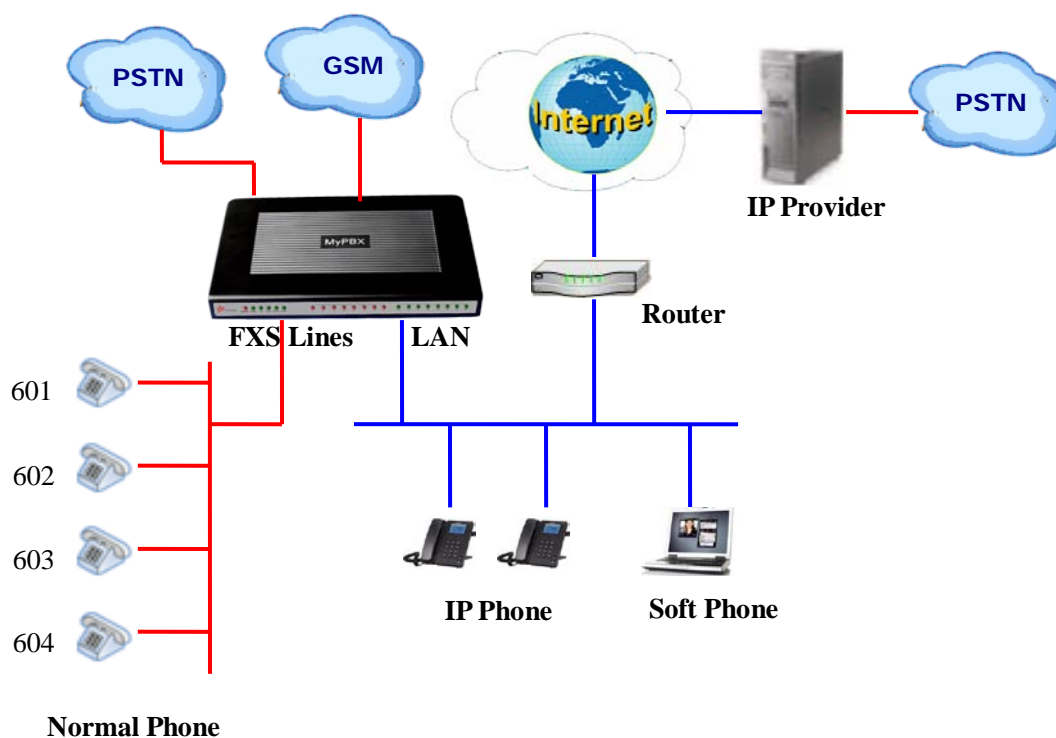 PSTN
GSM
Internet
PSTN
IP Provider
MyPBX
Router
FXS Lines
LAN
601
602
603
604
IP Phone
Soft Phone
Normal Phone